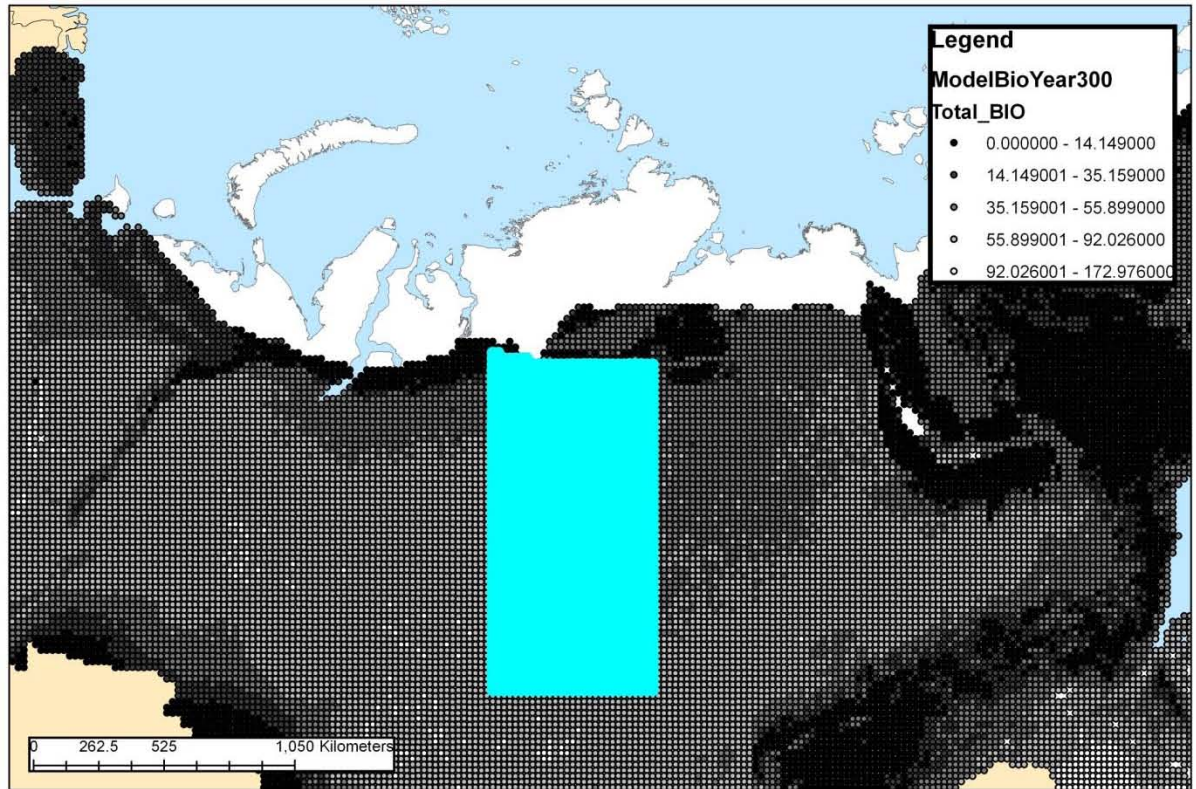 Legend
ModelBioYear300
Total_BIO
0.000000 - 14.149000
14.149001 - 35.159000
35.159001 - 55.899000
55.899001 - 92.026000
92.026001 - 172.976000
0 262.5 525 1,050 Kilometers